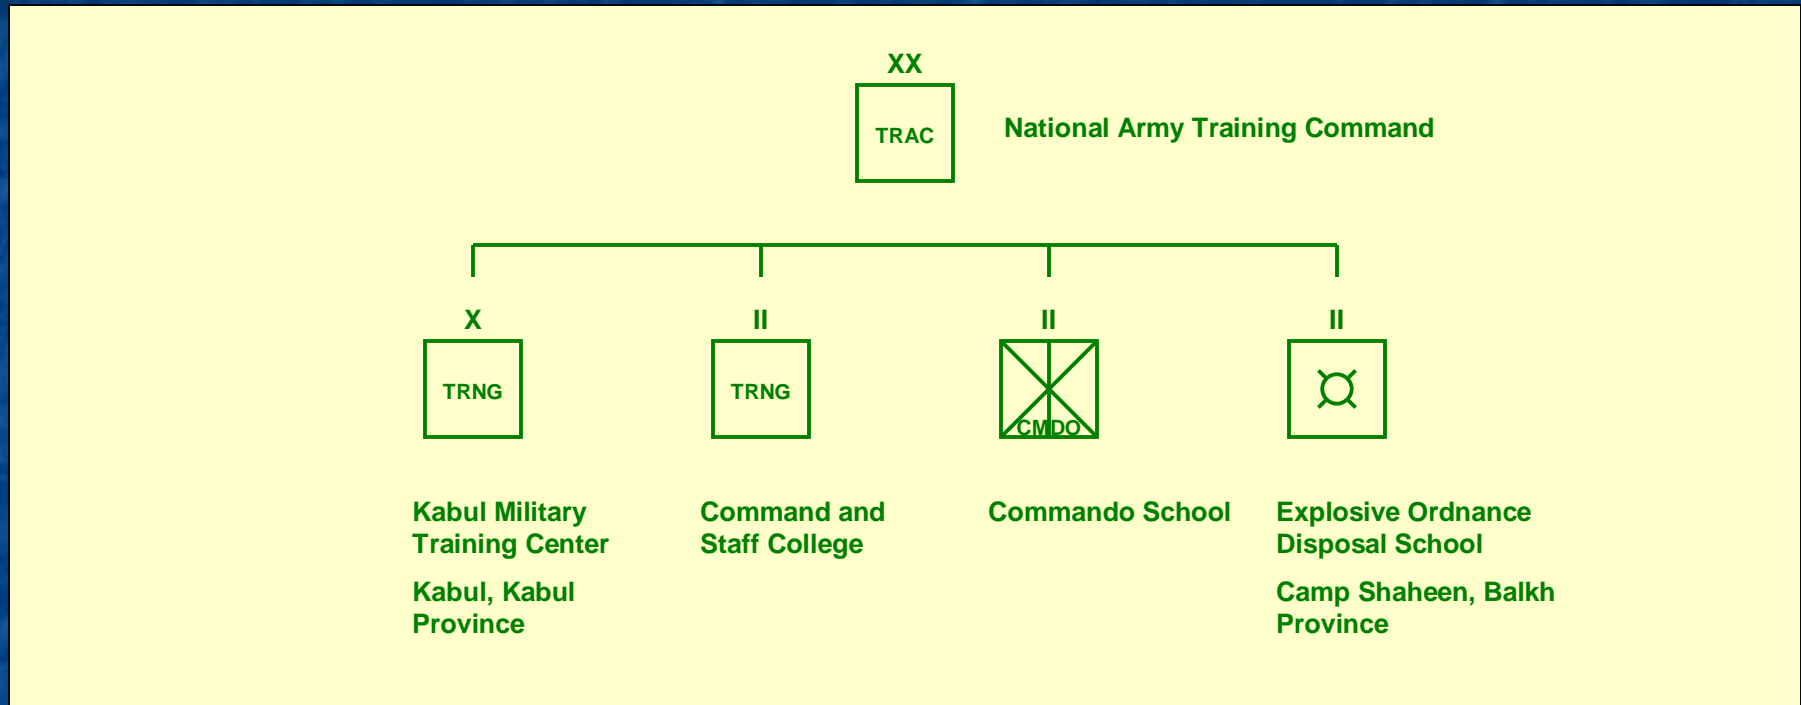 XX
TRAC
National Army Training Command
X
II
II
II
TRNG
TRNG
CMDO
Kabul Military
Training Center
Kabul, Kabul
Province
Command and
Staff College
Commando School
Explosive Ordnance
Disposal School
Camp Shaheen, Balkh
Province